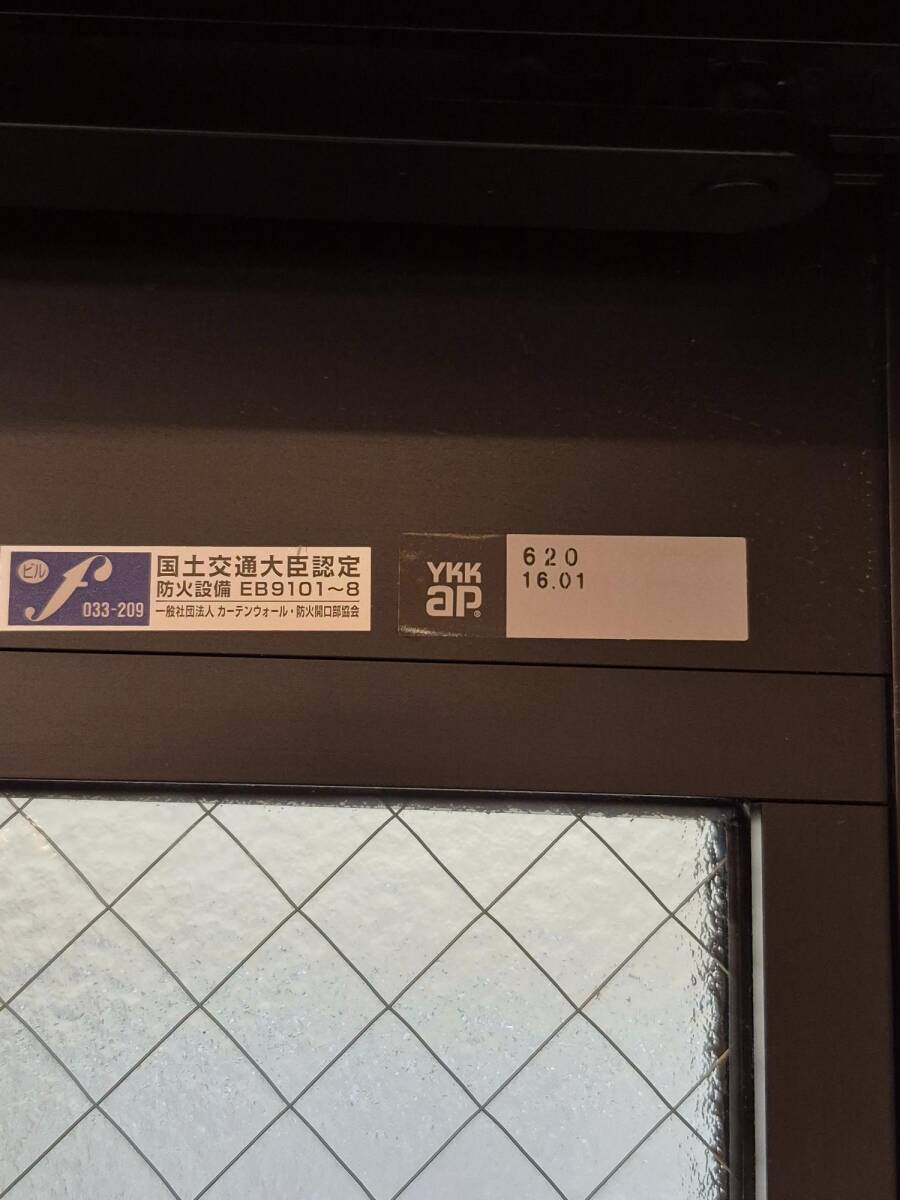 ビル
f
033-209
国土交通大臣認定
防火設備 EB9101〜8
一般社団法人 カーテンウォール・防火開口部協会
YKK
ap®
620
16.01